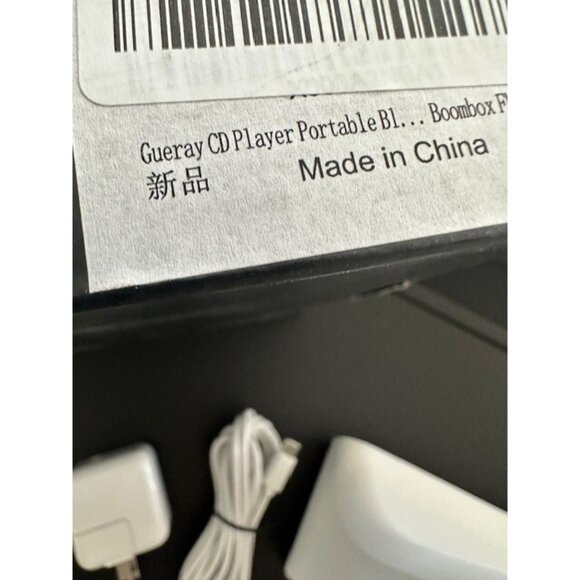 Gueray CD Player Portable Bl... Boombox F
新品
Made in China